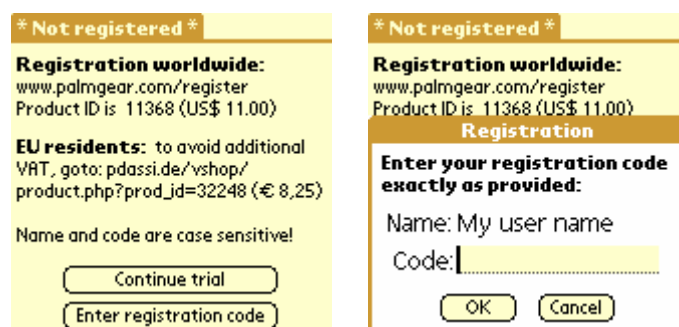 * Not registered *
Registration worldwide:
www.palmgear.com/register
Product ID is 11368 (US$ 11.00)
EU residents: to avoid additional
VAT, goto: pdassi.de/vshop/
product.php?prod_id=32248 (€ 8,25)
Name and code are case sensitive!
Continue trial
Enter registration code
* Not registered *
Registration worldwide:
www.palmgear.com/register
Product ID is 11368 (US$ 11.00)
Registration
Enter your registration code
exactly as provided:
Name: My user name
Code:
OK Cancel